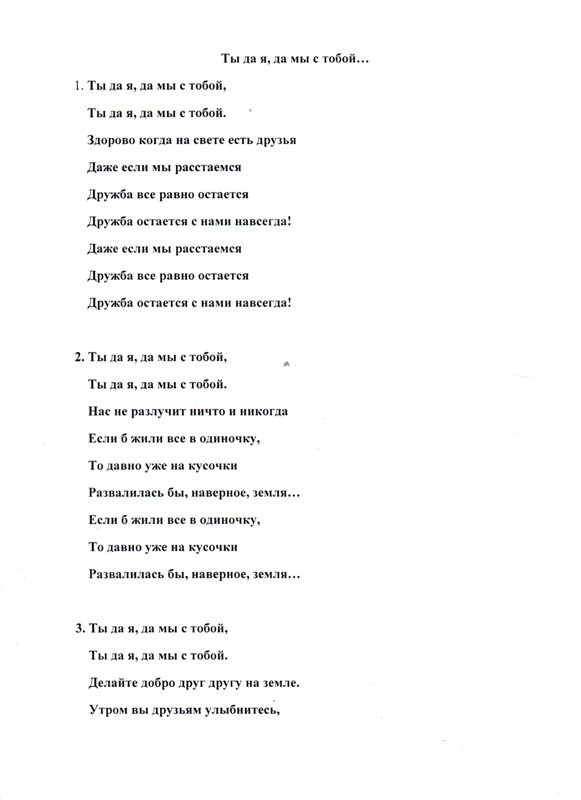 Ты да я, да мы с тобой…
1. Ты да я, да мы с тобой,
Ты да я, да мы с тобой.
Здорово когда на свете есть друзья
Даже если мы расстаемся
Дружба все равно остается
Дружба остается с нами навсегда!
Даже если мы расстаемся
Дружба все равно остается
Дружба остается с нами навсегда!
2. Ты да я, да мы с тобой,
Ты да я, да мы с тобой.
Нас не разлучит ничто и никогда
Если б жили все в одиночку,
То давно уже на кусочки
Развалилась бы, наверное, земля…
Если б жили все в одиночку,
То давно уже на кусочки
Развалилась бы, наверное, земля…
3. Ты да я, да мы с тобой,
Ты да я, да мы с тобой.
Делайте добро друг другу на земле.
Утром вы друзьям улыбнитесь,